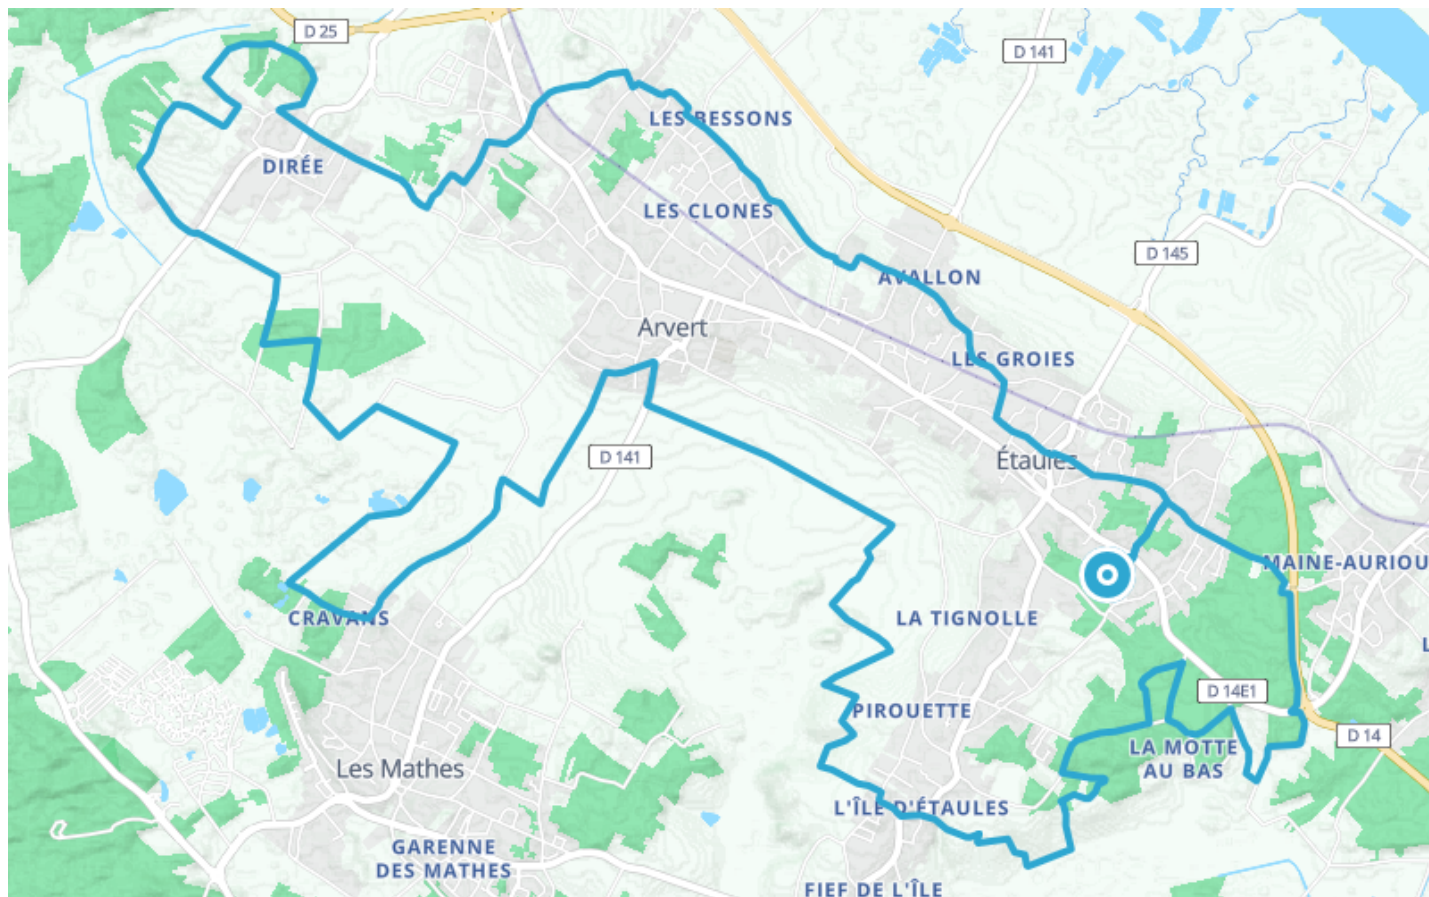 D 25
D 141
LES BESSONS
DIRÉE
LES CLONES
D 145
AVALLON
Arvert
LES GROIES
D 141
Étaules
MAINE-AURIOU
CRAVANS
LA TIGNOLLE
L
D 14E1
PIROUETTE
D 14
LA MOTTE
AU BAS
Les Mathes
L'ÎLE D'ÉTAULES
GARENNE
DES MATHES
FIEF DE L'ÎLE